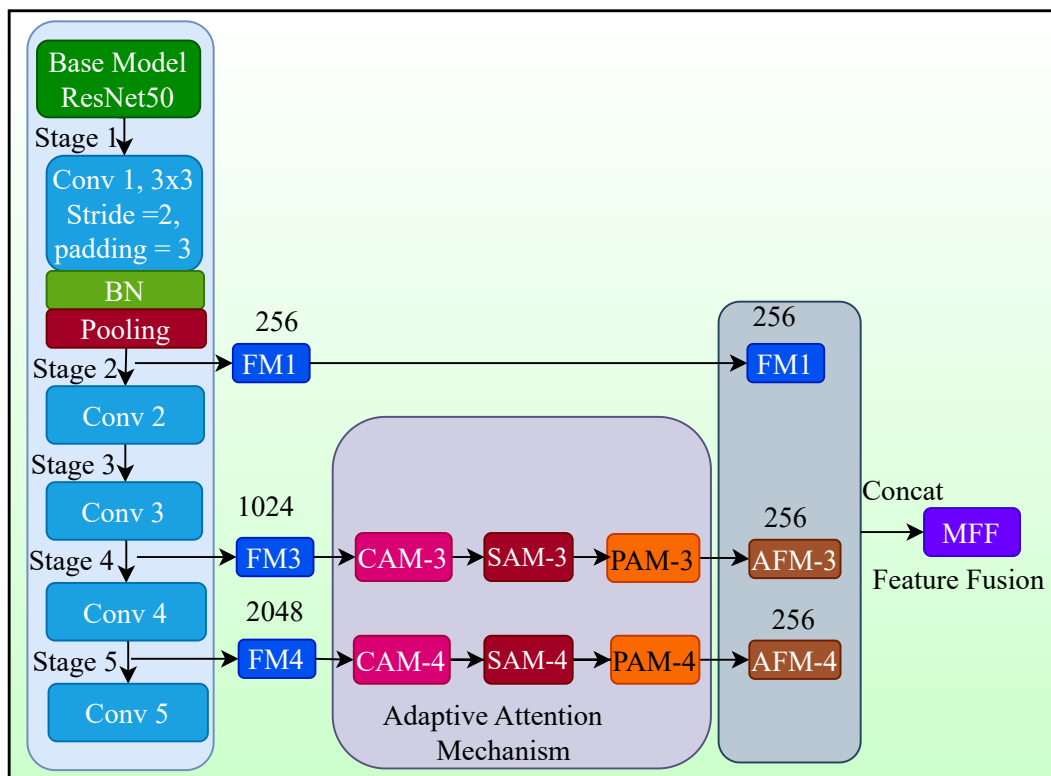 Base Model
ResNet50
Stage 1
Conv 1, 3x3
Stride =2,
padding = 3
BN
Pooling
Stage 2
Conv 2
Stage 3
Conv 3
Stage 4
Conv 4
Stage 5
Conv 5
256
FM1
1024
FM3
2048
FM4
CAM-3
SAM-3
PAM-3
CAM-4
SAM-4
PAM-4
Adaptive Attention
Mechanism
256
FM1
256
AFM-3
256
AFM-4
Concat
MFF
Feature Fusion